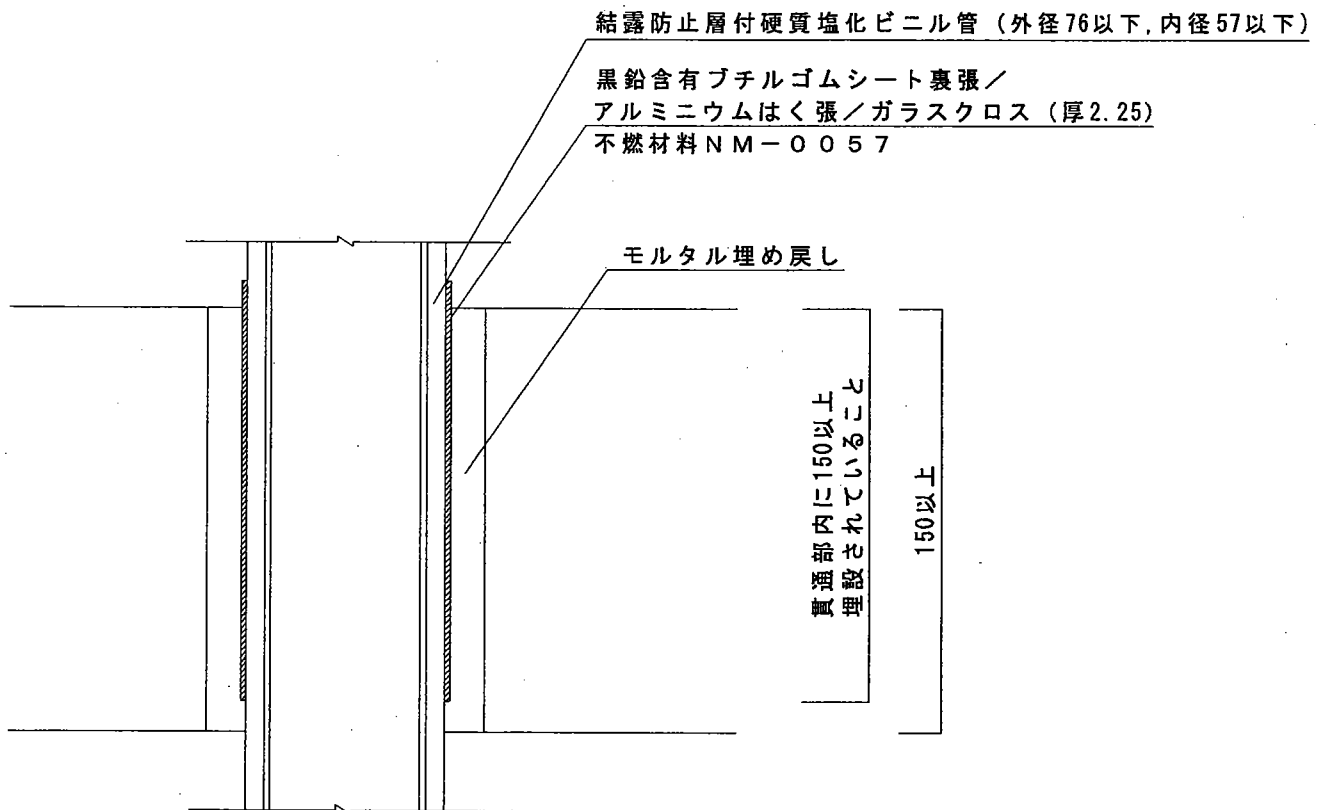 結露防止層付硬質塩化ビニル管 (外径76以下,内径57以下)
黒鉛含有ブチルゴムシート裏張/
アルミニウムはく張/ガラスクロス (厚2.25)
不燃材料NM-0057
モルタル埋め戻し
貫通部内に150以上
埋設されていること
150以上